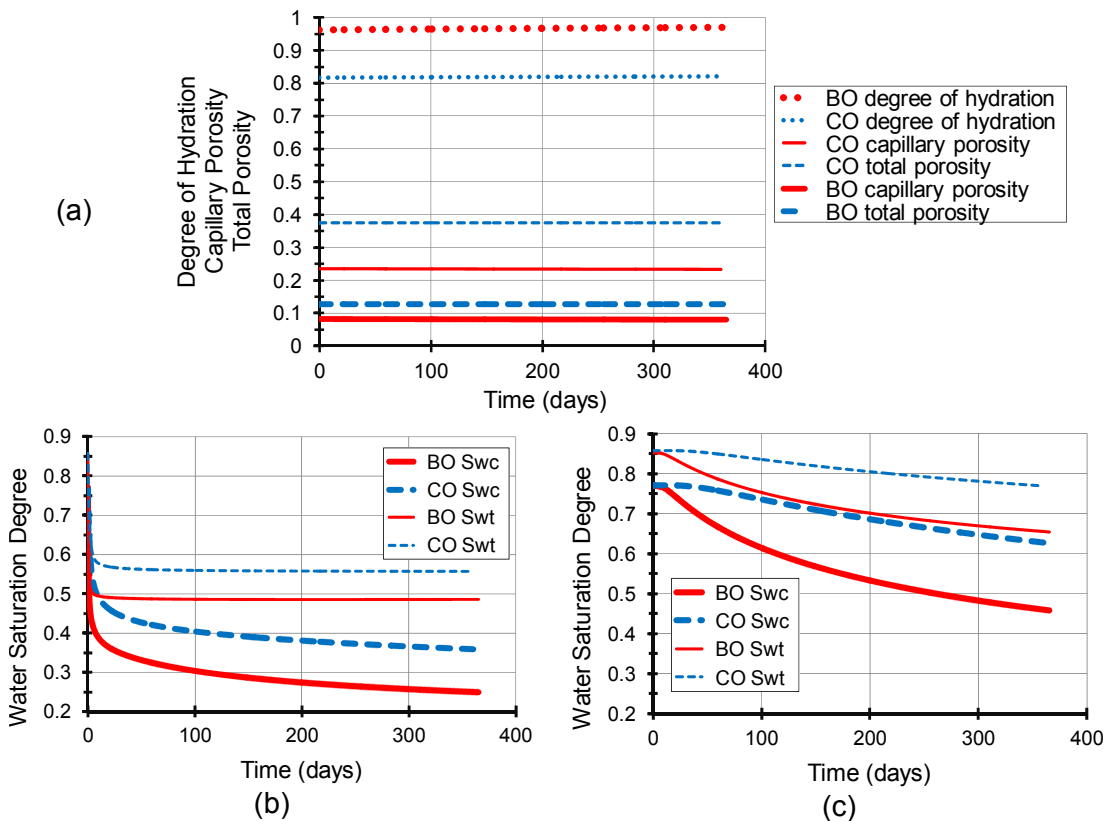 1
0.9
0.8
0.7
0.6
0.5
0.4
0.3
0.2
0.1
0
0 100 200 300 400
Time (days)
Degree of Hydration
Capillary Porosity
Total Porosity
(a)
BO degree of hydration
CO degree of hydration
CO capillary porosity
CO total porosity
BO capillary porosity
BO total porosity
0.9
0.8
0.7
0.6
0.5
0.4
0.3
0.2
0 100 200 300 400
Time (days)
Water Saturation Degree
BO Swc
CO Swc
BO Swt
CO Swt
(b)
0.9
0.8
0.7
0.6
0.5
0.4
0.3
0.2
0 100 200 300 400
Time (days)
Water Saturation Degree
BO Swc
CO Swc
BO Swt
CO Swt
(c)